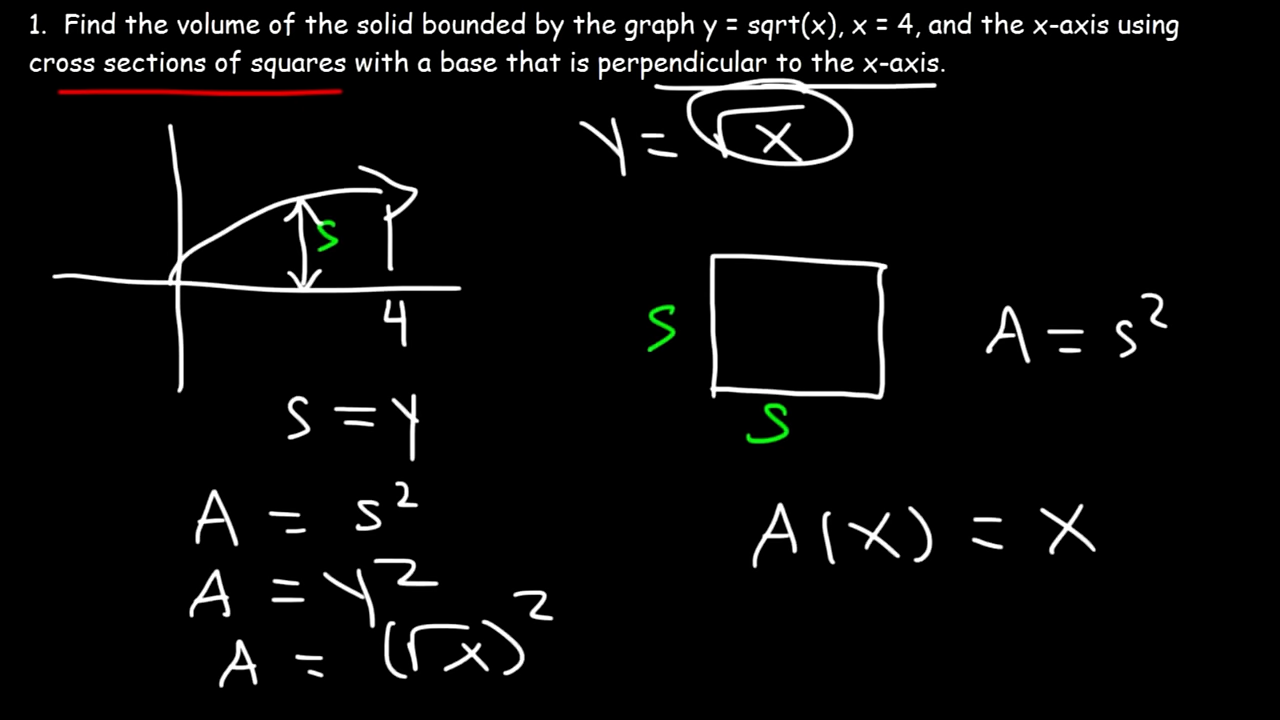 1. Find the volume of the solid bounded by the graph y = sqrt(x), x = 4, and the x-axis using
cross sections of squares with a base that is perpendicular to the x-axis.
y = √x
s
4
s
s
A = s²
s = y
A = s²
A = y²
A = (√x)²
A(x) = x